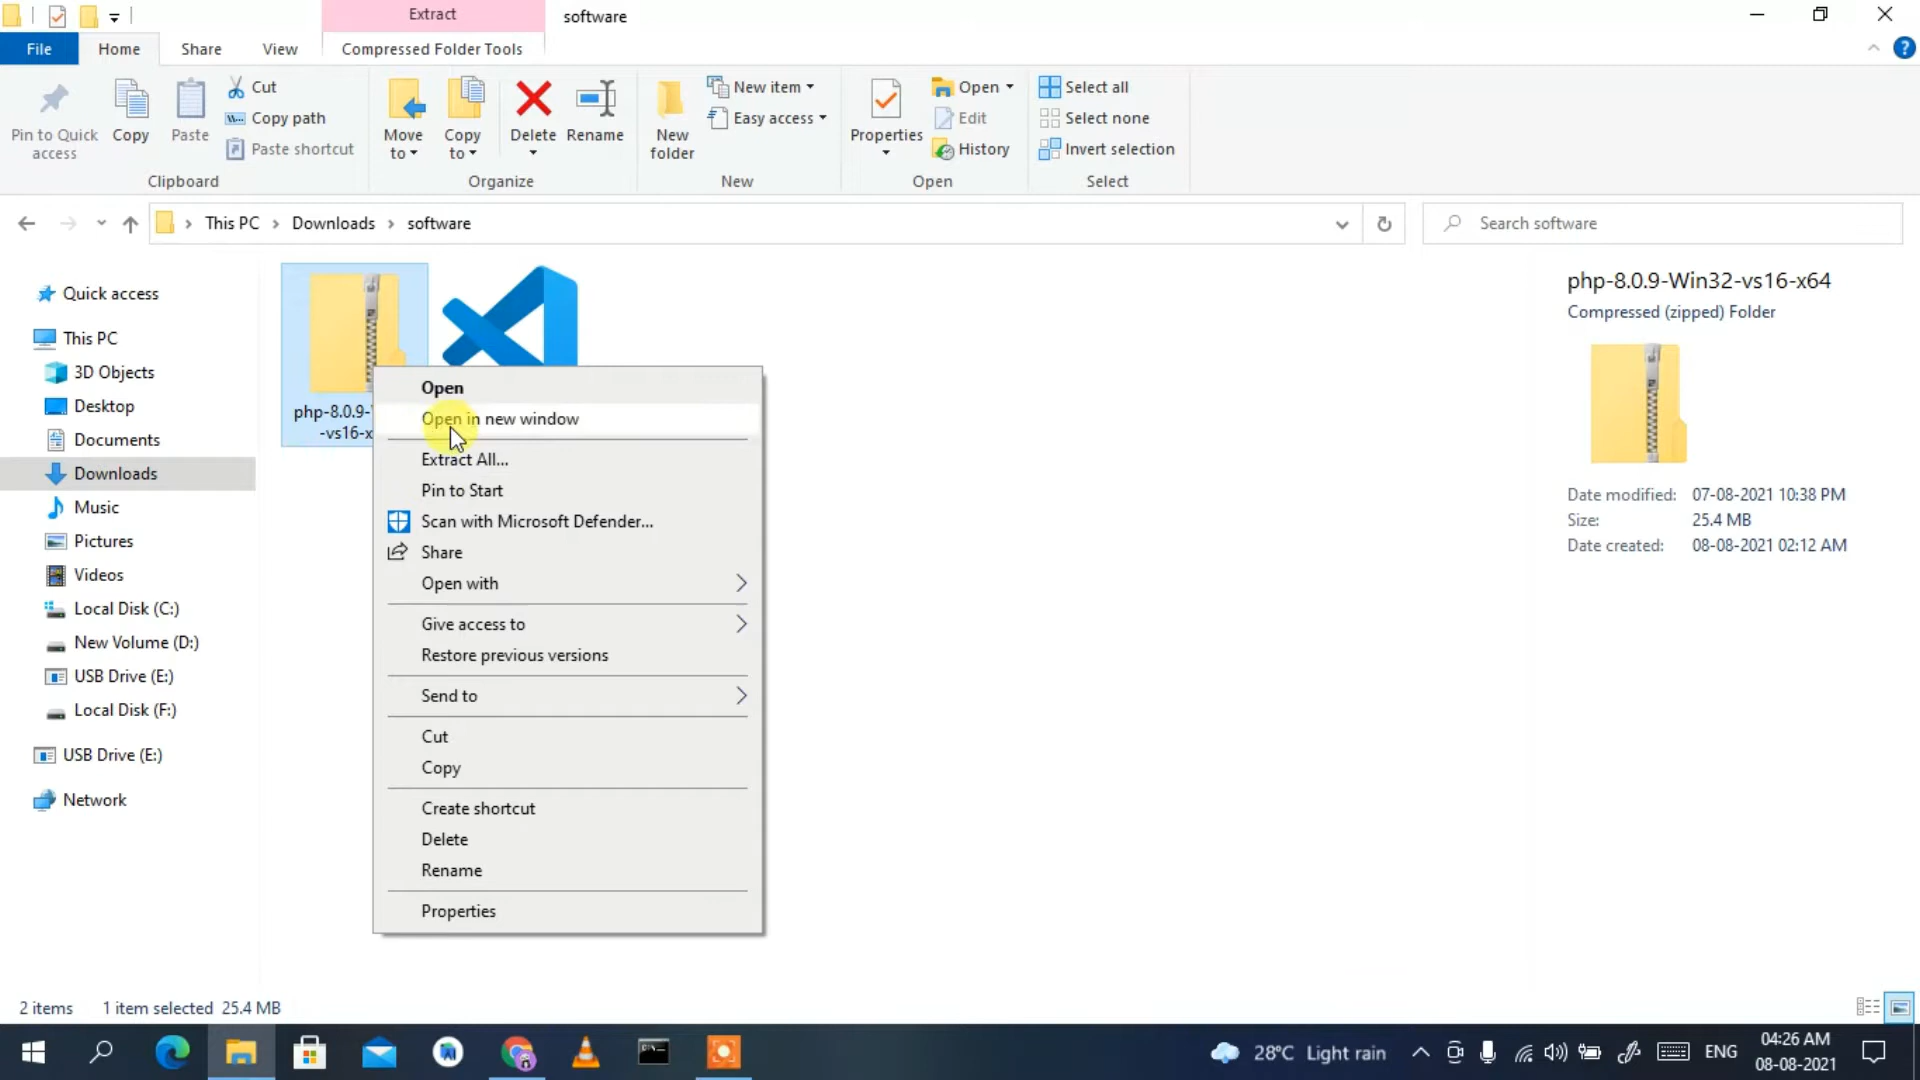 Extract
software
File
Home
Share
View
Compressed Folder Tools
Pin to Quick
access
Copy
Paste
Cut
Copy path
Paste shortcut
Clipboard
Move
to
Copy
to
Delete
Rename
Organize
New
folder
New item
Easy access
New
Properties
Open
Edit
History
Open
Select all
Select none
Invert selection
Select
This PC
Downloads
software
Search software
Quick access
This PC
3D Objects
Desktop
Documents
Downloads
Music
Pictures
Videos
Local Disk (C:)
New Volume (D:)
USB Drive (E:)
Local Disk (F:)
USB Drive (E:)
Network
php-8.0.9-
-vs16-x
Open
Open in new window
Extract All...
Pin to Start
Scan with Microsoft Defender...
Share
Open with
Give access to
Restore previous versions
Send to
Cut
Copy
Create shortcut
Delete
Rename
Properties
php-8.0.9-Win32-vs16-x64
Compressed (zipped) Folder
Date modified: 07-08-2021 10:38 PM
Size: 25.4 MB
Date created: 08-08-2021 02:12 AM
2 items 1 item selected 25.4 MB
28°C Light rain
ENG
04:26 AM
08-08-2021